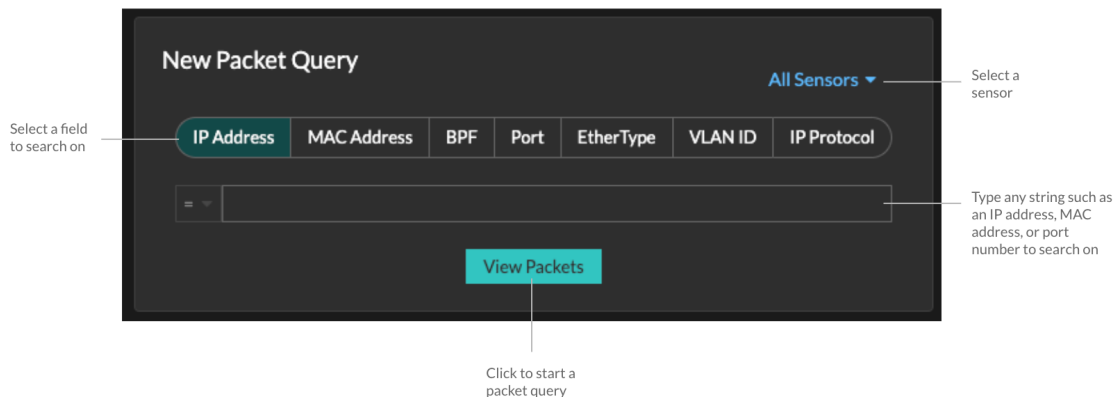 New Packet Query
All Sensors
Select a
sensor
Select a field
to search on
IP Address MAC Address BPF Port EtherType VLAN ID IP Protocol
=
Type any string such as
an IP address, MAC
address, or port
number to search on
View Packets
Click to start a
packet query